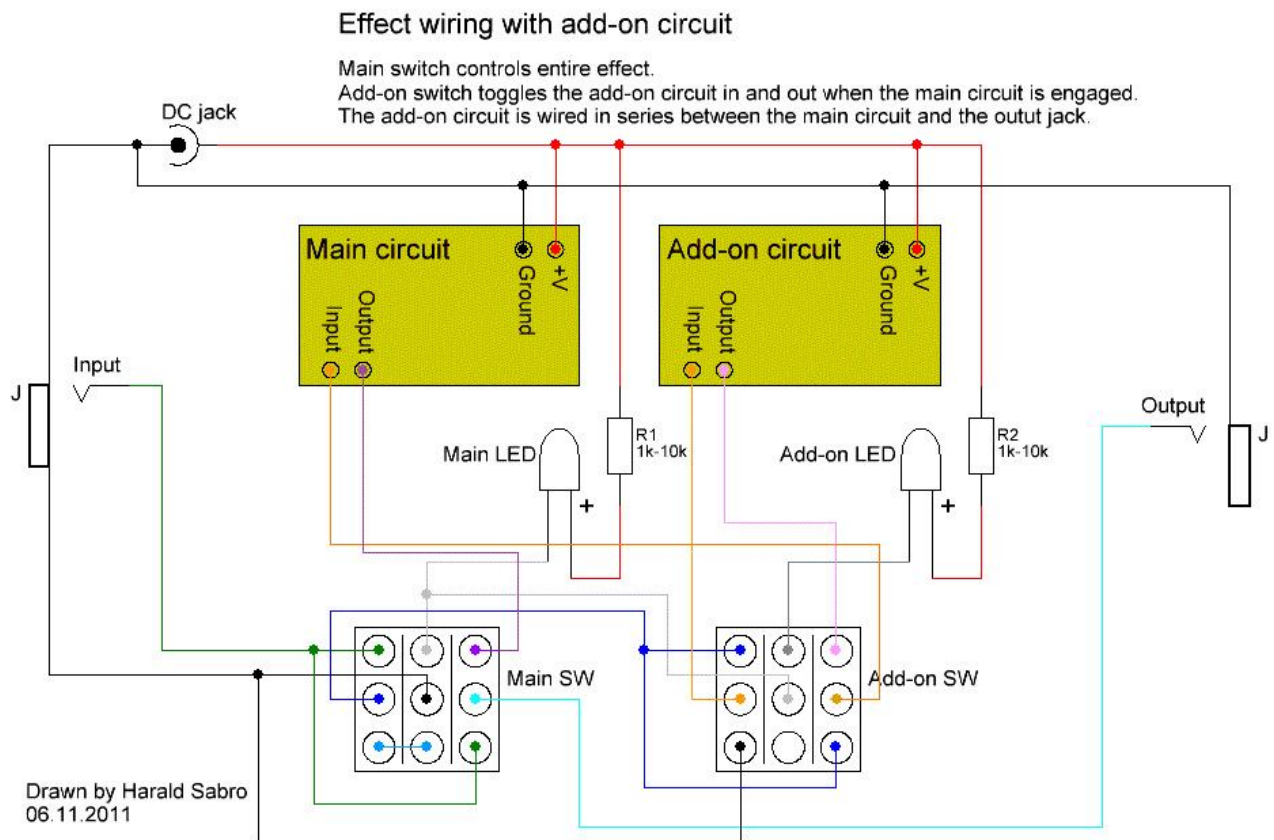 Effect wiring with add-on circuit
Main switch controls entire effect.
Add-on switch toggles the add-on circuit in and out when the main circuit is engaged.
The add-on circuit is wired in series between the main circuit and the outut jack.
DC jack
Main circuit
Ground
+V
Input
Output
Add-on circuit
Ground
+V
Input
Output
Input
J
Output
J
Main LED
+
R1
1k-10k
Add-on LED
+
R2
1k-10k
Main SW
Add-on SW
Drawn by Harald Sabro
06.11.2011